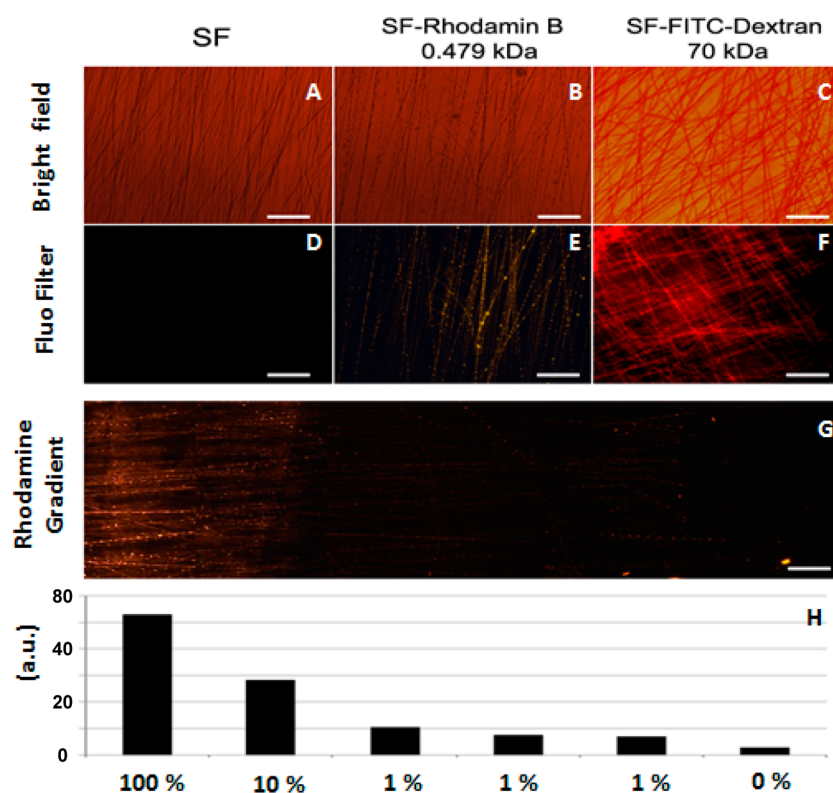 SF
SF-Rhodamin B
0.479 kDa
SF-FITC-Dextran
70 kDa
Bright field
A
B
C
Fluo Filter
D
E
F
Rhodamine
Gradient
G
(a.u.)
80
40
20
0
H
100 %
10 %
1 %
1 %
1 %
0 %